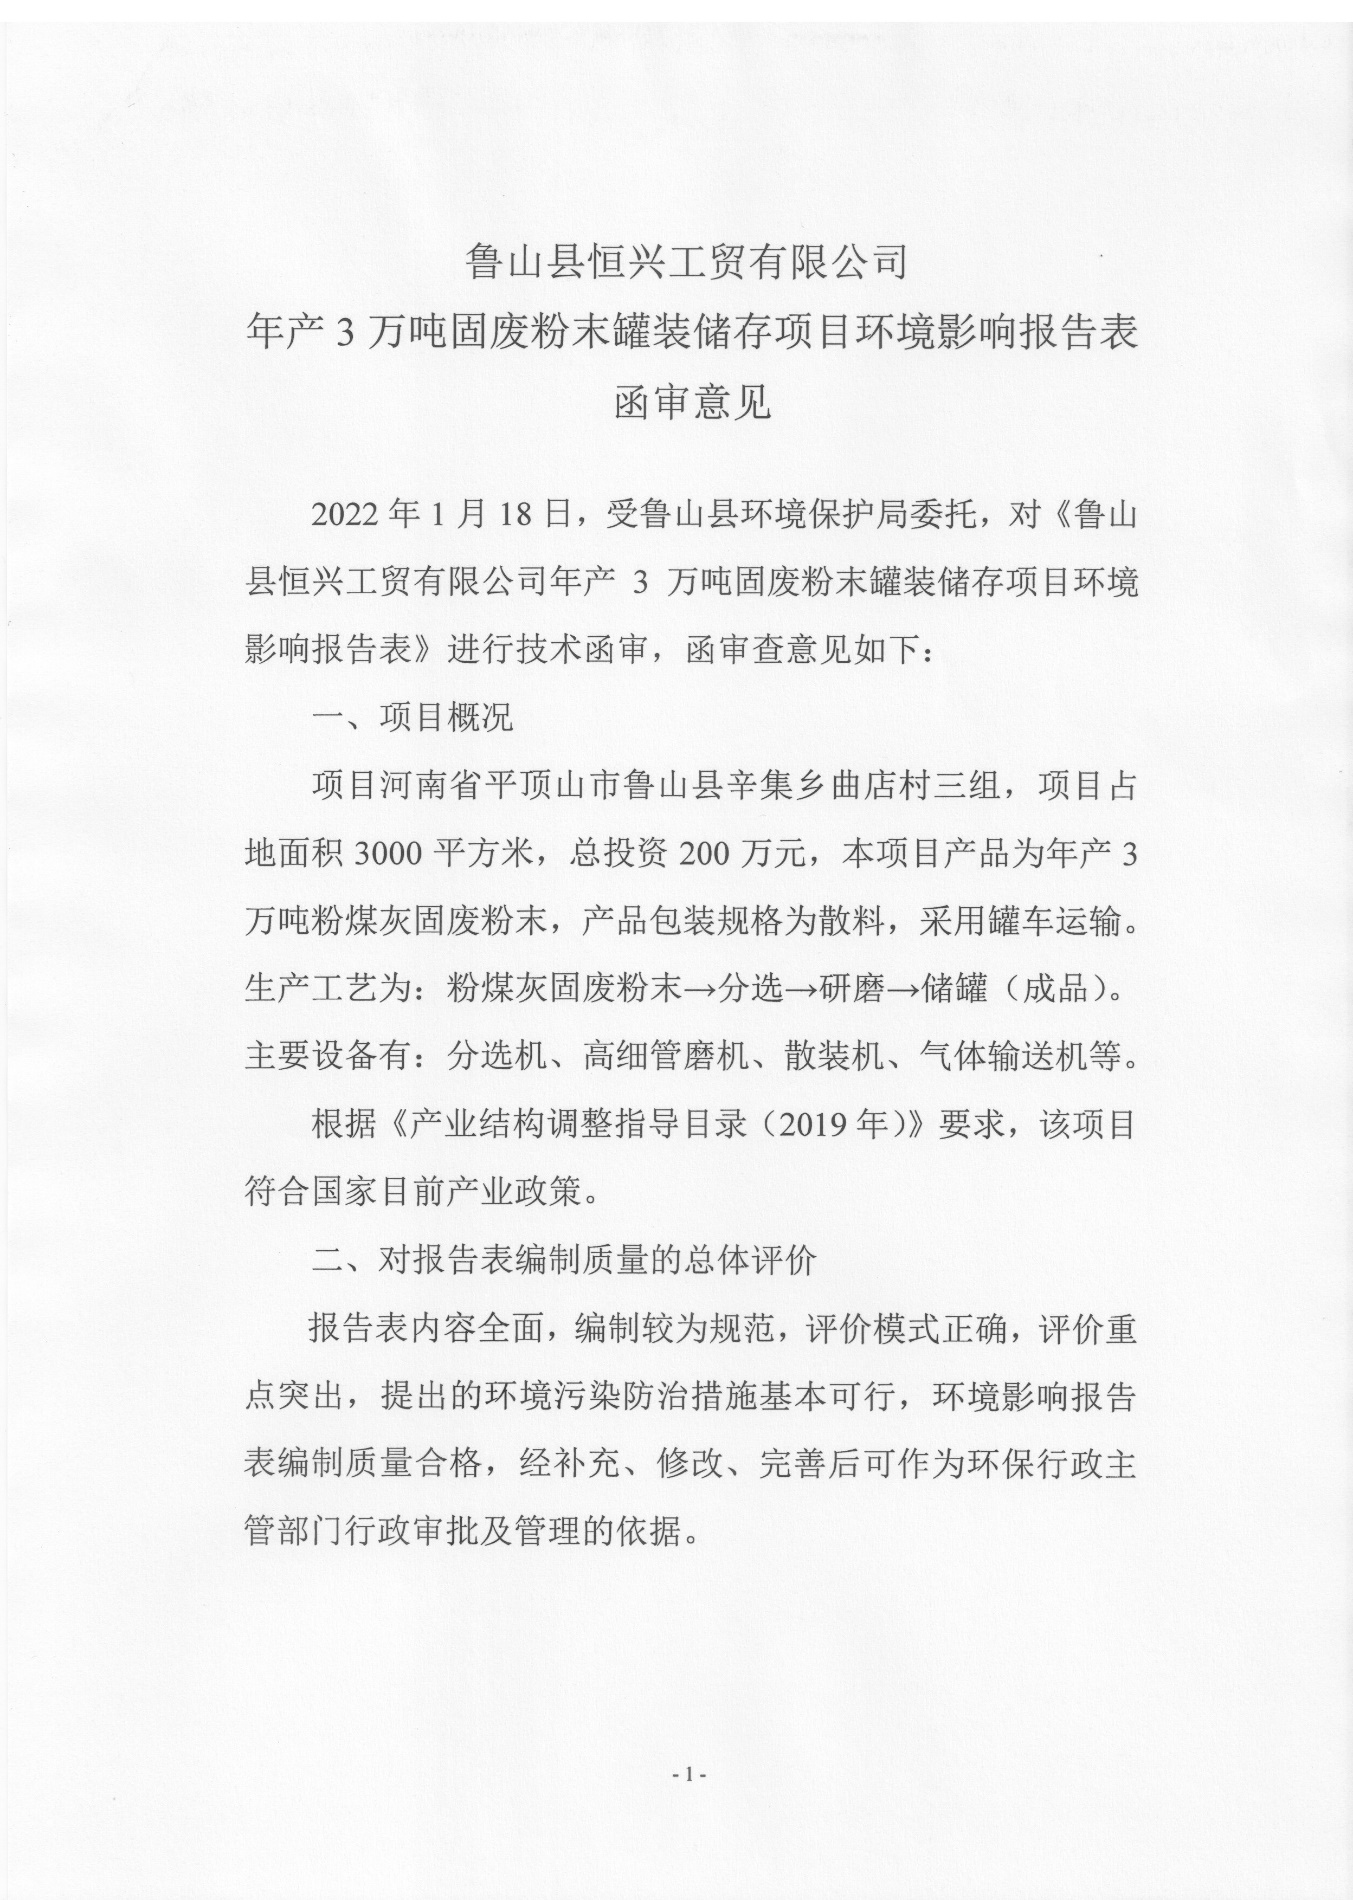 鲁山县恒兴工贸有限公司
年产 3 万吨固废粉末罐装储存项目环境影响报告表
函审意见
2022 年 1 月 18 日，受鲁山县环境保护局委托，对《鲁山
县恒兴工贸有限公司年产 3 万吨固废粉末罐装储存项目环境
影响报告表》进行技术函审，函审查意见如下：
一、项目概况
项目河南省平顶山市鲁山县辛集乡曲店村三组，项目占
地面积 3000 平方米，总投资 200 万元，本项目产品为年产 3
万吨粉煤灰固废粉末，产品包装规格为散料，采用罐车运输。
生产工艺为：粉煤灰固废粉末→分选→研磨→储罐（成品）。
主要设备有：分选机、高细管磨机、散装机、气体输送机等。
根据《产业结构调整指导目录（2019 年）》要求，该项目
符合国家目前产业政策。
二、对报告表编制质量的总体评价
报告表内容全面，编制较为规范，评价模式正确，评价重
点突出，提出的环境污染防治措施基本可行，环境影响报告
表编制质量合格，经补充、修改、完善后可作为环保行政主
管部门行政审批及管理的依据。
- 1 -